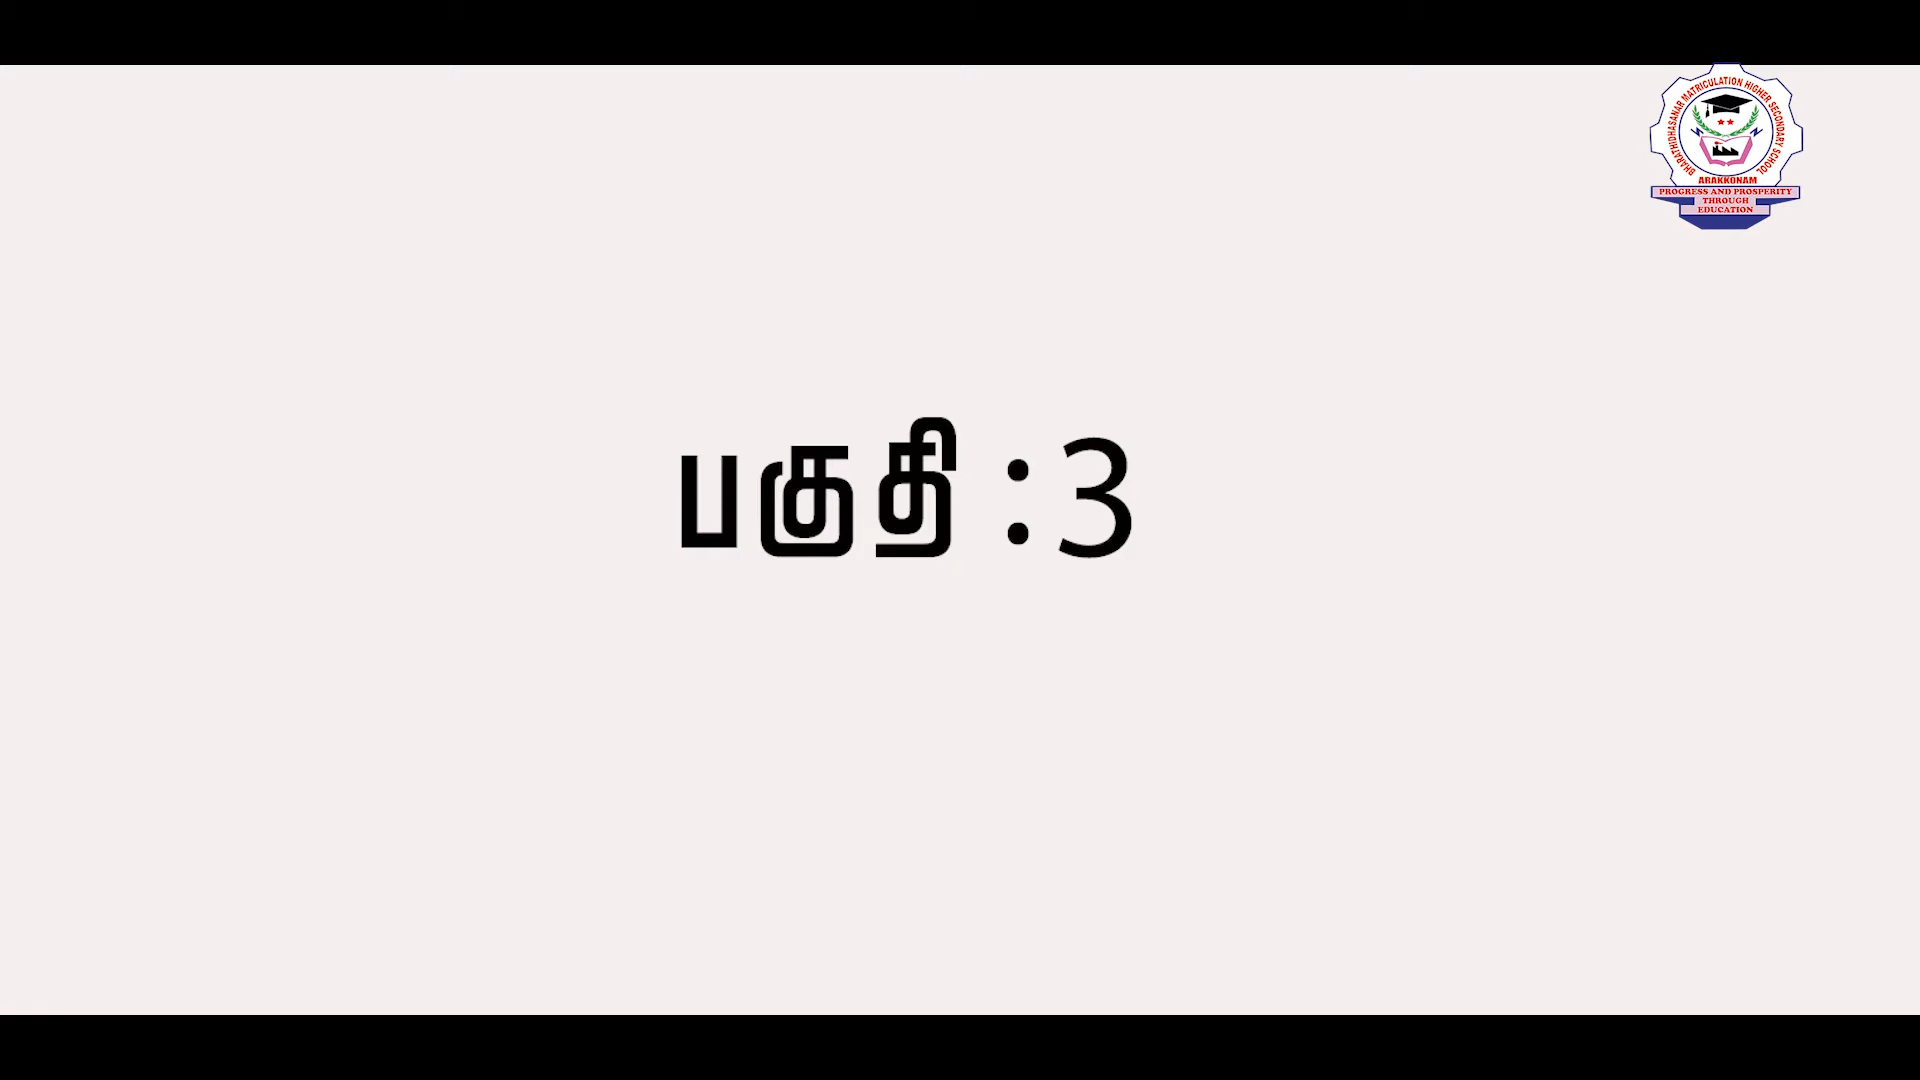 பகுதி :3
BHARATHIDHASANAR MATRICULATION HIGHER SECONDARY SCHOOL
ARAKKONAM
PROGRESS AND PROSPERITY
THROUGH
EDUCATION